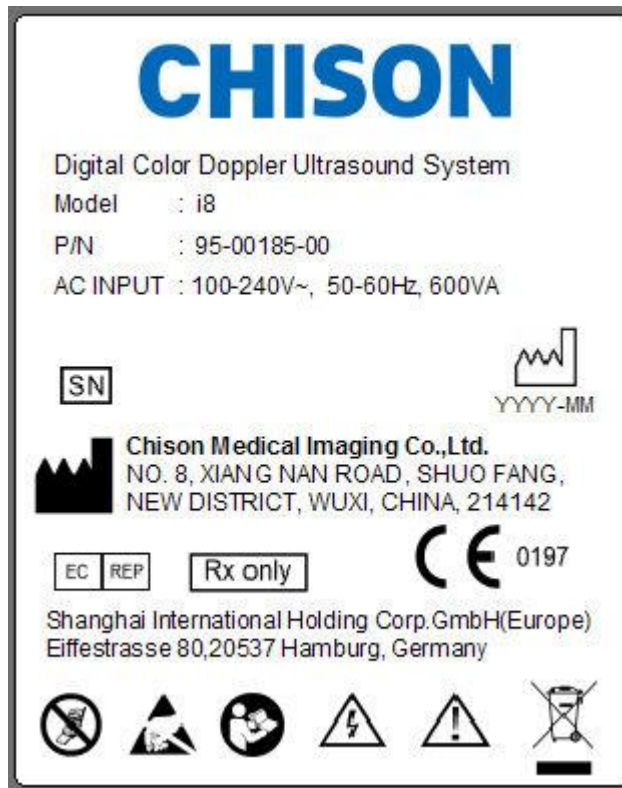 CHISON
Digital Color Doppler Ultrasound System
Model : i8
P/N : 95-00185-00
AC INPUT : 100-240V~, 50-60Hz, 600VA
SN
YYYY-MM
Chison Medical Imaging Co.,Ltd.
NO. 8, XIANG NAN ROAD, SHUO FANG,
NEW DISTRICT, WUXI, CHINA, 214142
EC REP Rx only CE 0197
Shanghai International Holding Corp.GmbH(Europe)
Eiffestrasse 80,20537 Hamburg, Germany